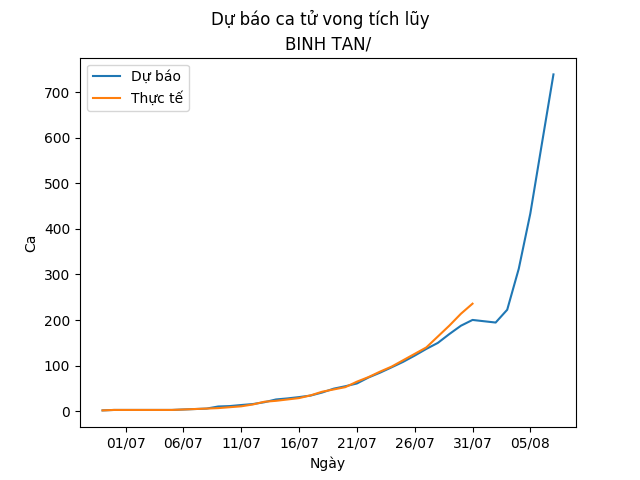 Dự báo ca tử vong tích lũy
BINH TAN/
Dự báo
Thực tế
700
600
500
400
300
200
100
0
Ca
01/07 06/07 11/07 16/07 21/07 26/07 31/07 05/08
Ngày